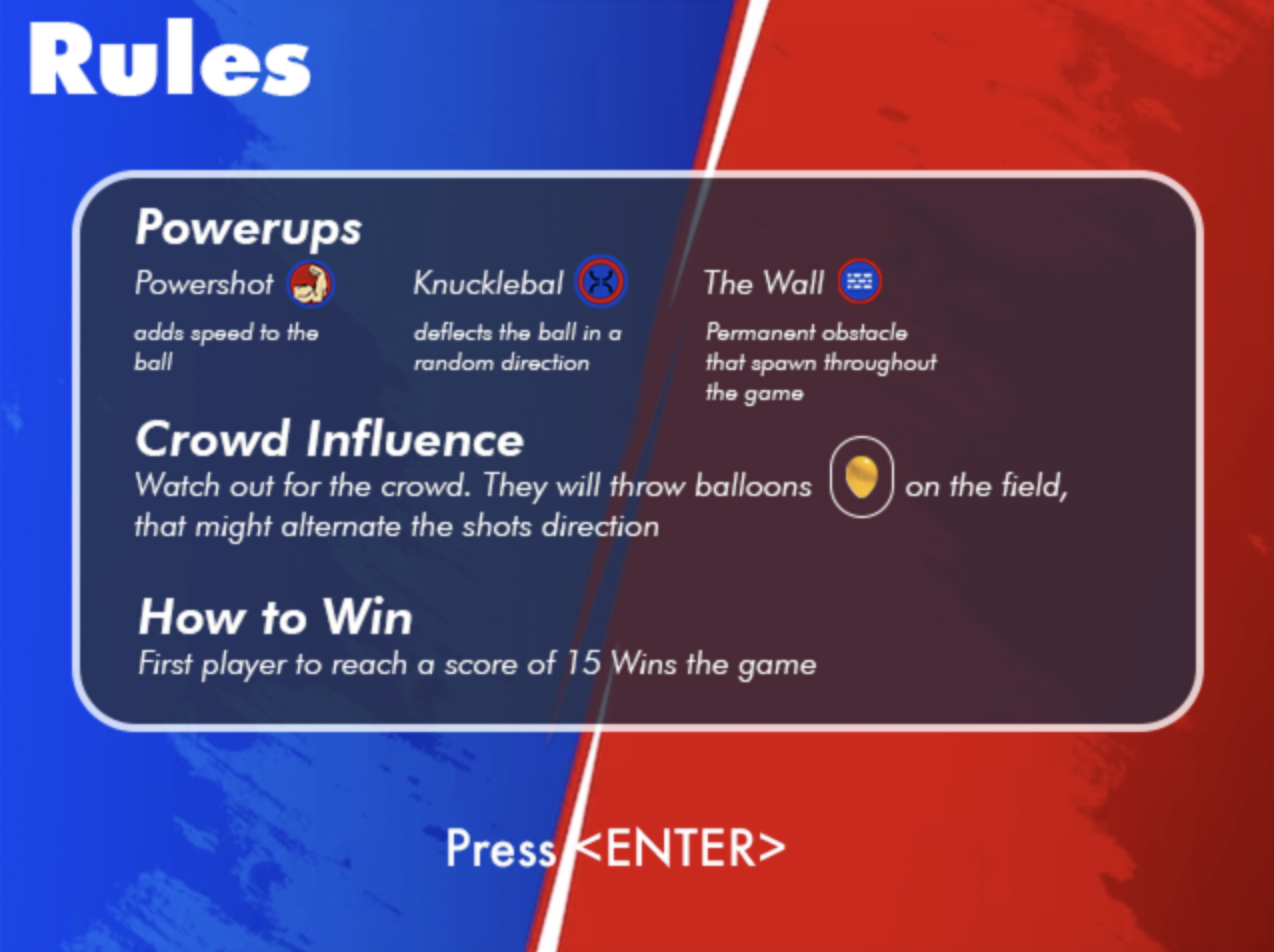 Rules
Powerups
Powershot
Knucklebal
The Wall
adds speed to the
ball
deflects the ball in a
random direction
Permanent obstacle
that spawn throughout
the game
Crowd Influence
Watch out for the crowd. They will throw balloons on the field,
that might alternate the shots direction
How to Win
First player to reach a score of 15 Wins the game
Press <ENTER>